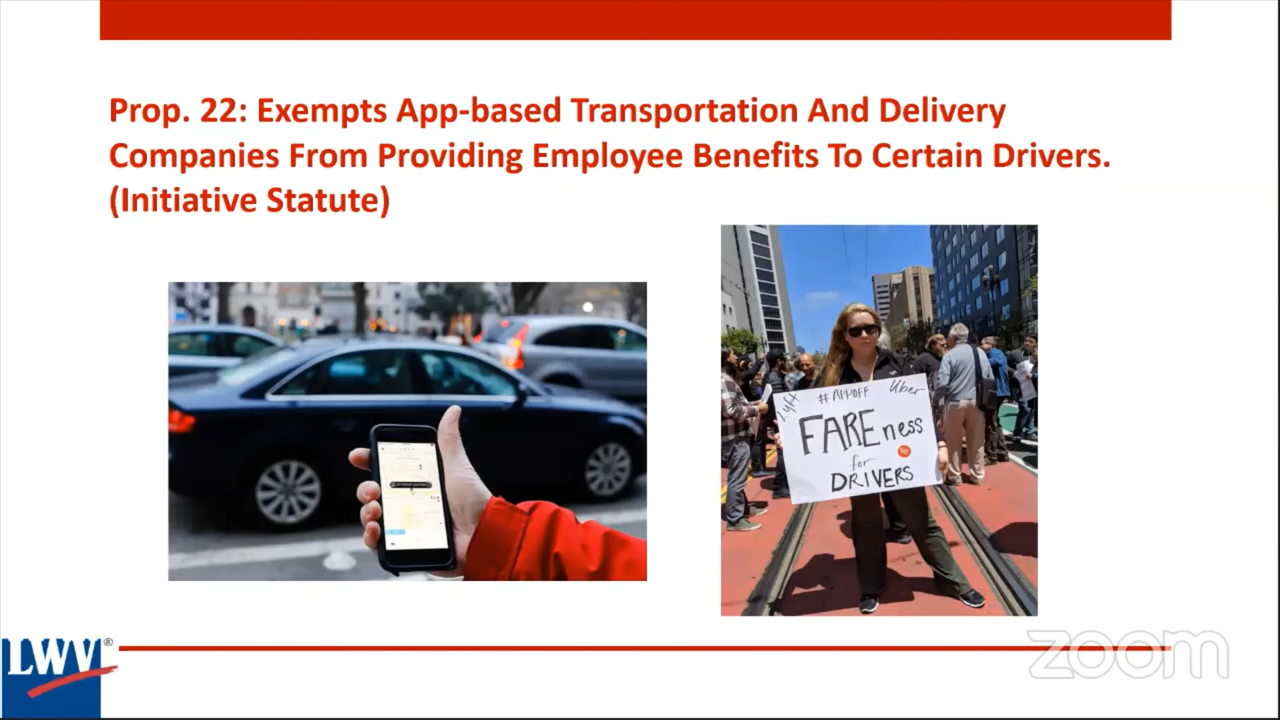 Prop. 22: Exempts App-based Transportation And Delivery
Companies From Providing Employee Benefits To Certain Drivers.
(Initiative Statute)
Lyft #APPOFF Uber
FAREness
for
DRIVERS
LWV®
zoom